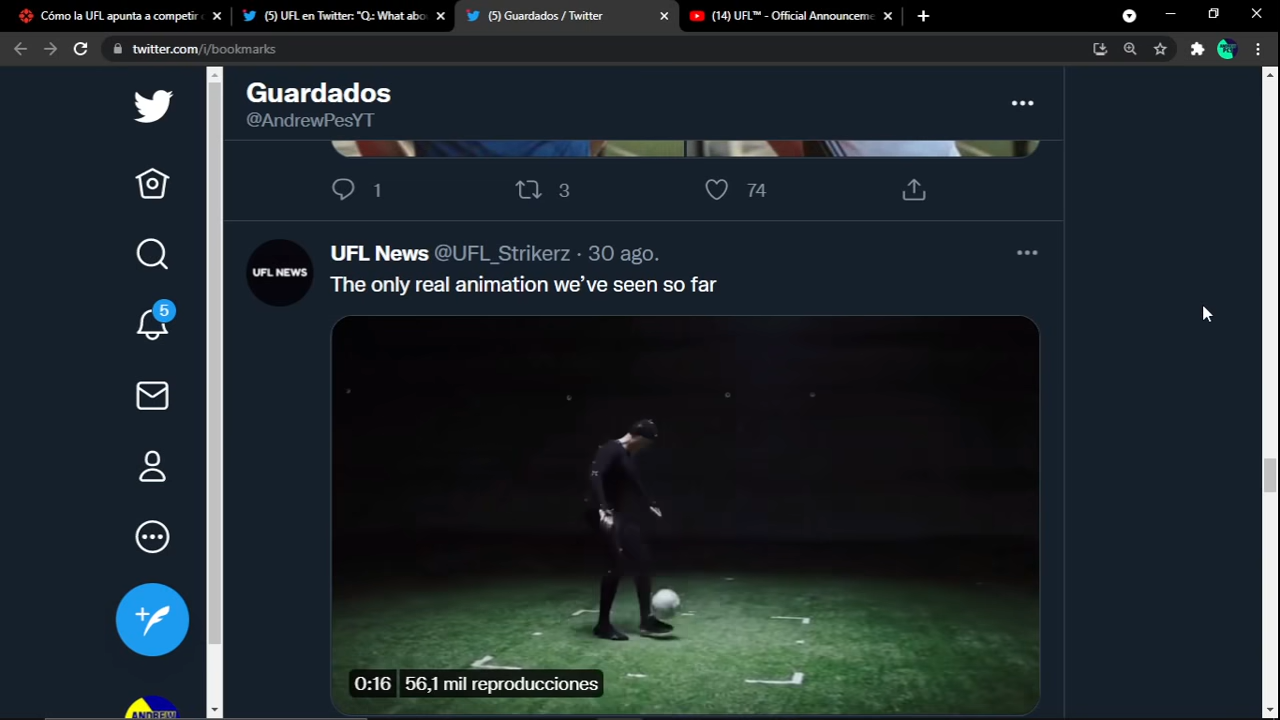 Cómo la UFL apunta a competir
(5) UFL en Twitter: "Q.: What abo
(5) Guardados / Twitter
(14) UFL™ - Official Announceme
twitter.com/i/bookmarks
Guardados
@AndrewPesYT
1
3
74
5
UFL NEWS
UFL News @UFL_Strikerz · 30 ago.
The only real animation we've seen so far
0:16
56,1 mil reproducciones
ANDREW